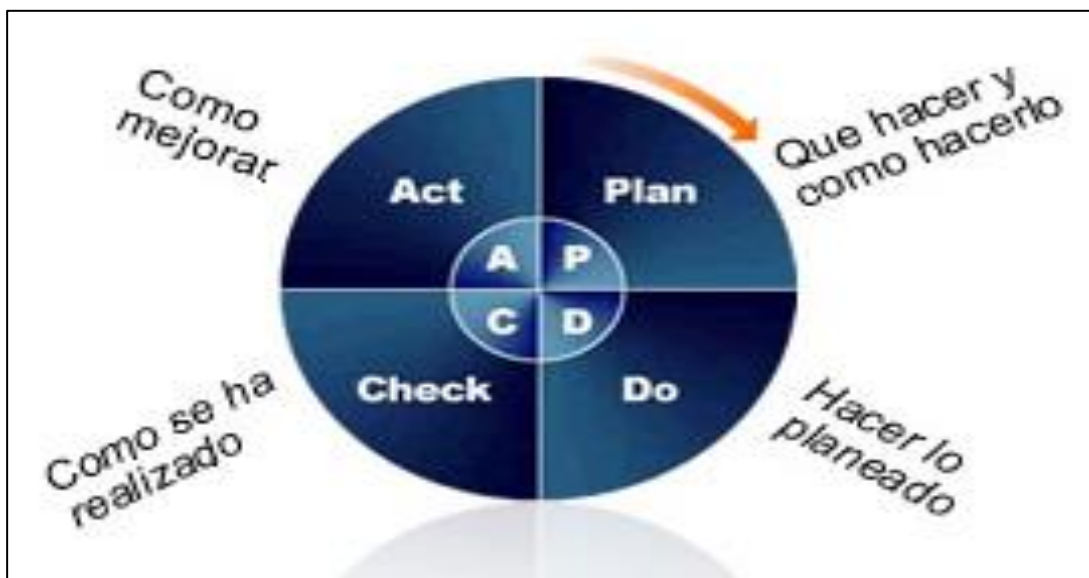 Como
mejorar
Que hacer y
como hacerlo
Act
Plan
A
P
C
D
Check
Do
Como se ha
realizado
Hacer lo
planeado